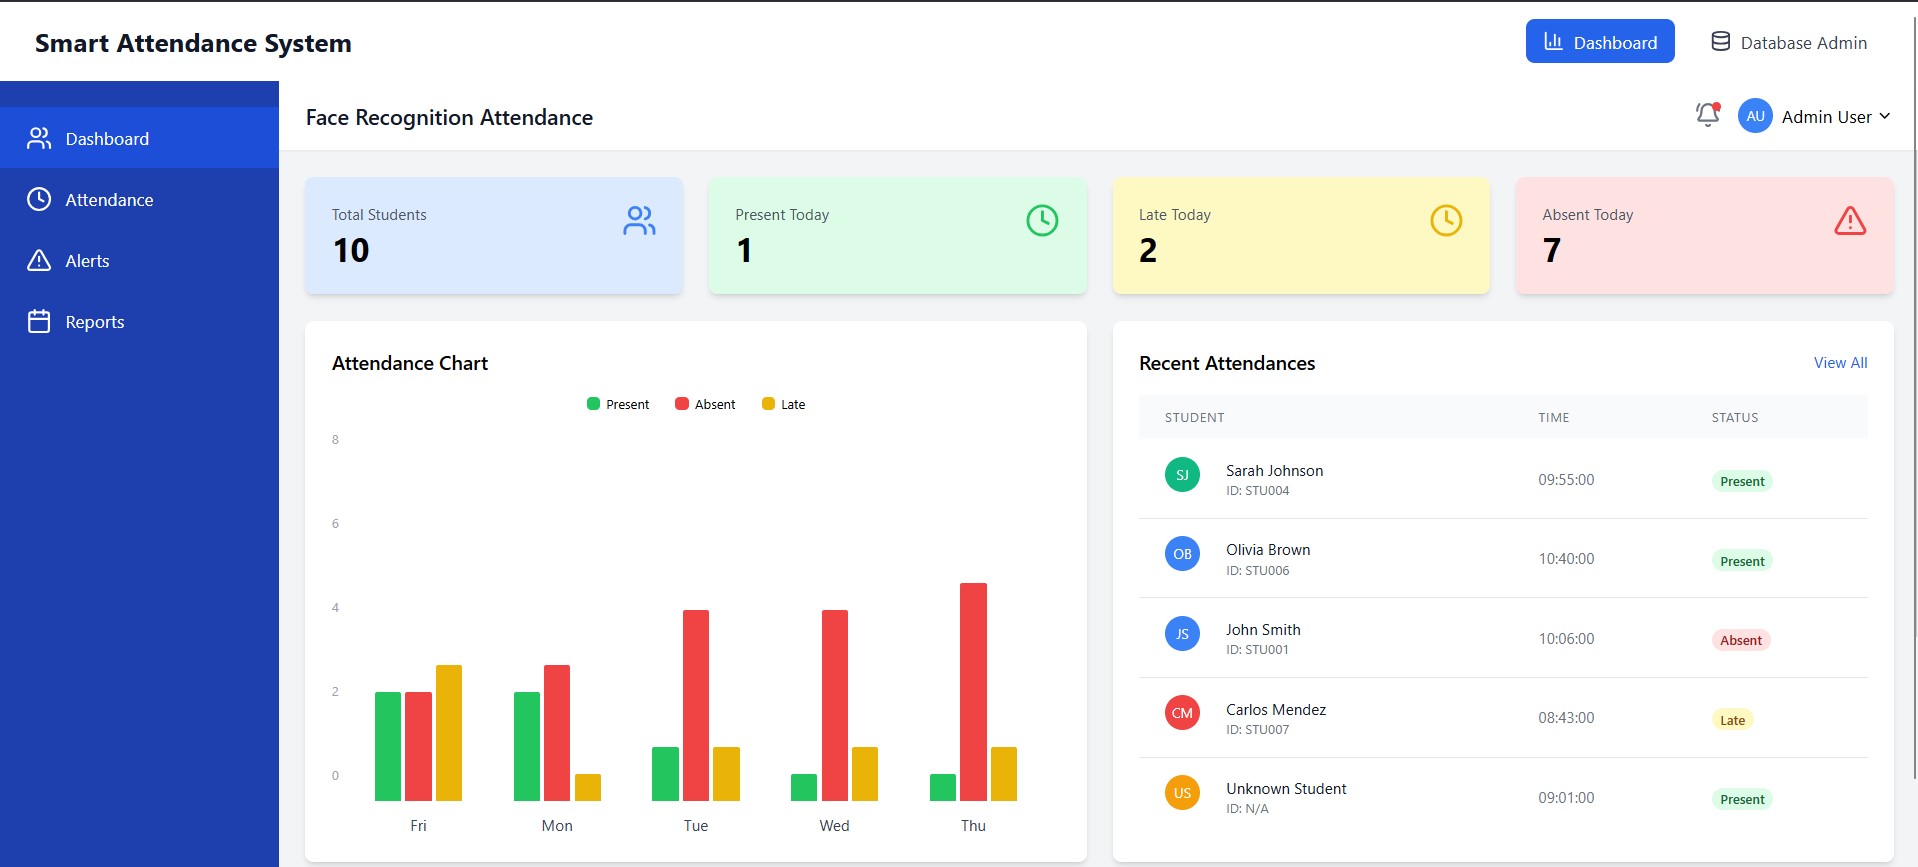 Smart Attendance System
Dashboard
Database Admin
Dashboard
Attendance
Alerts
Reports
Face Recognition Attendance
AU
Admin User
Total Students
10
Present Today
1
Late Today
2
Absent Today
7
Attendance Chart
Present
Absent
Late
8
6
4
2
0
Fri
Mon
Tue
Wed
Thu
Recent Attendances
View All
STUDENT TIME STATUS
SJ
Sarah Johnson
ID: STU004
09:55:00
Present
OB
Olivia Brown
ID: STU006
10:40:00
Present
JS
John Smith
ID: STU001
10:06:00
Absent
CM
Carlos Mendez
ID: STU007
08:43:00
Late
US
Unknown Student
ID: N/A
09:01:00
Present